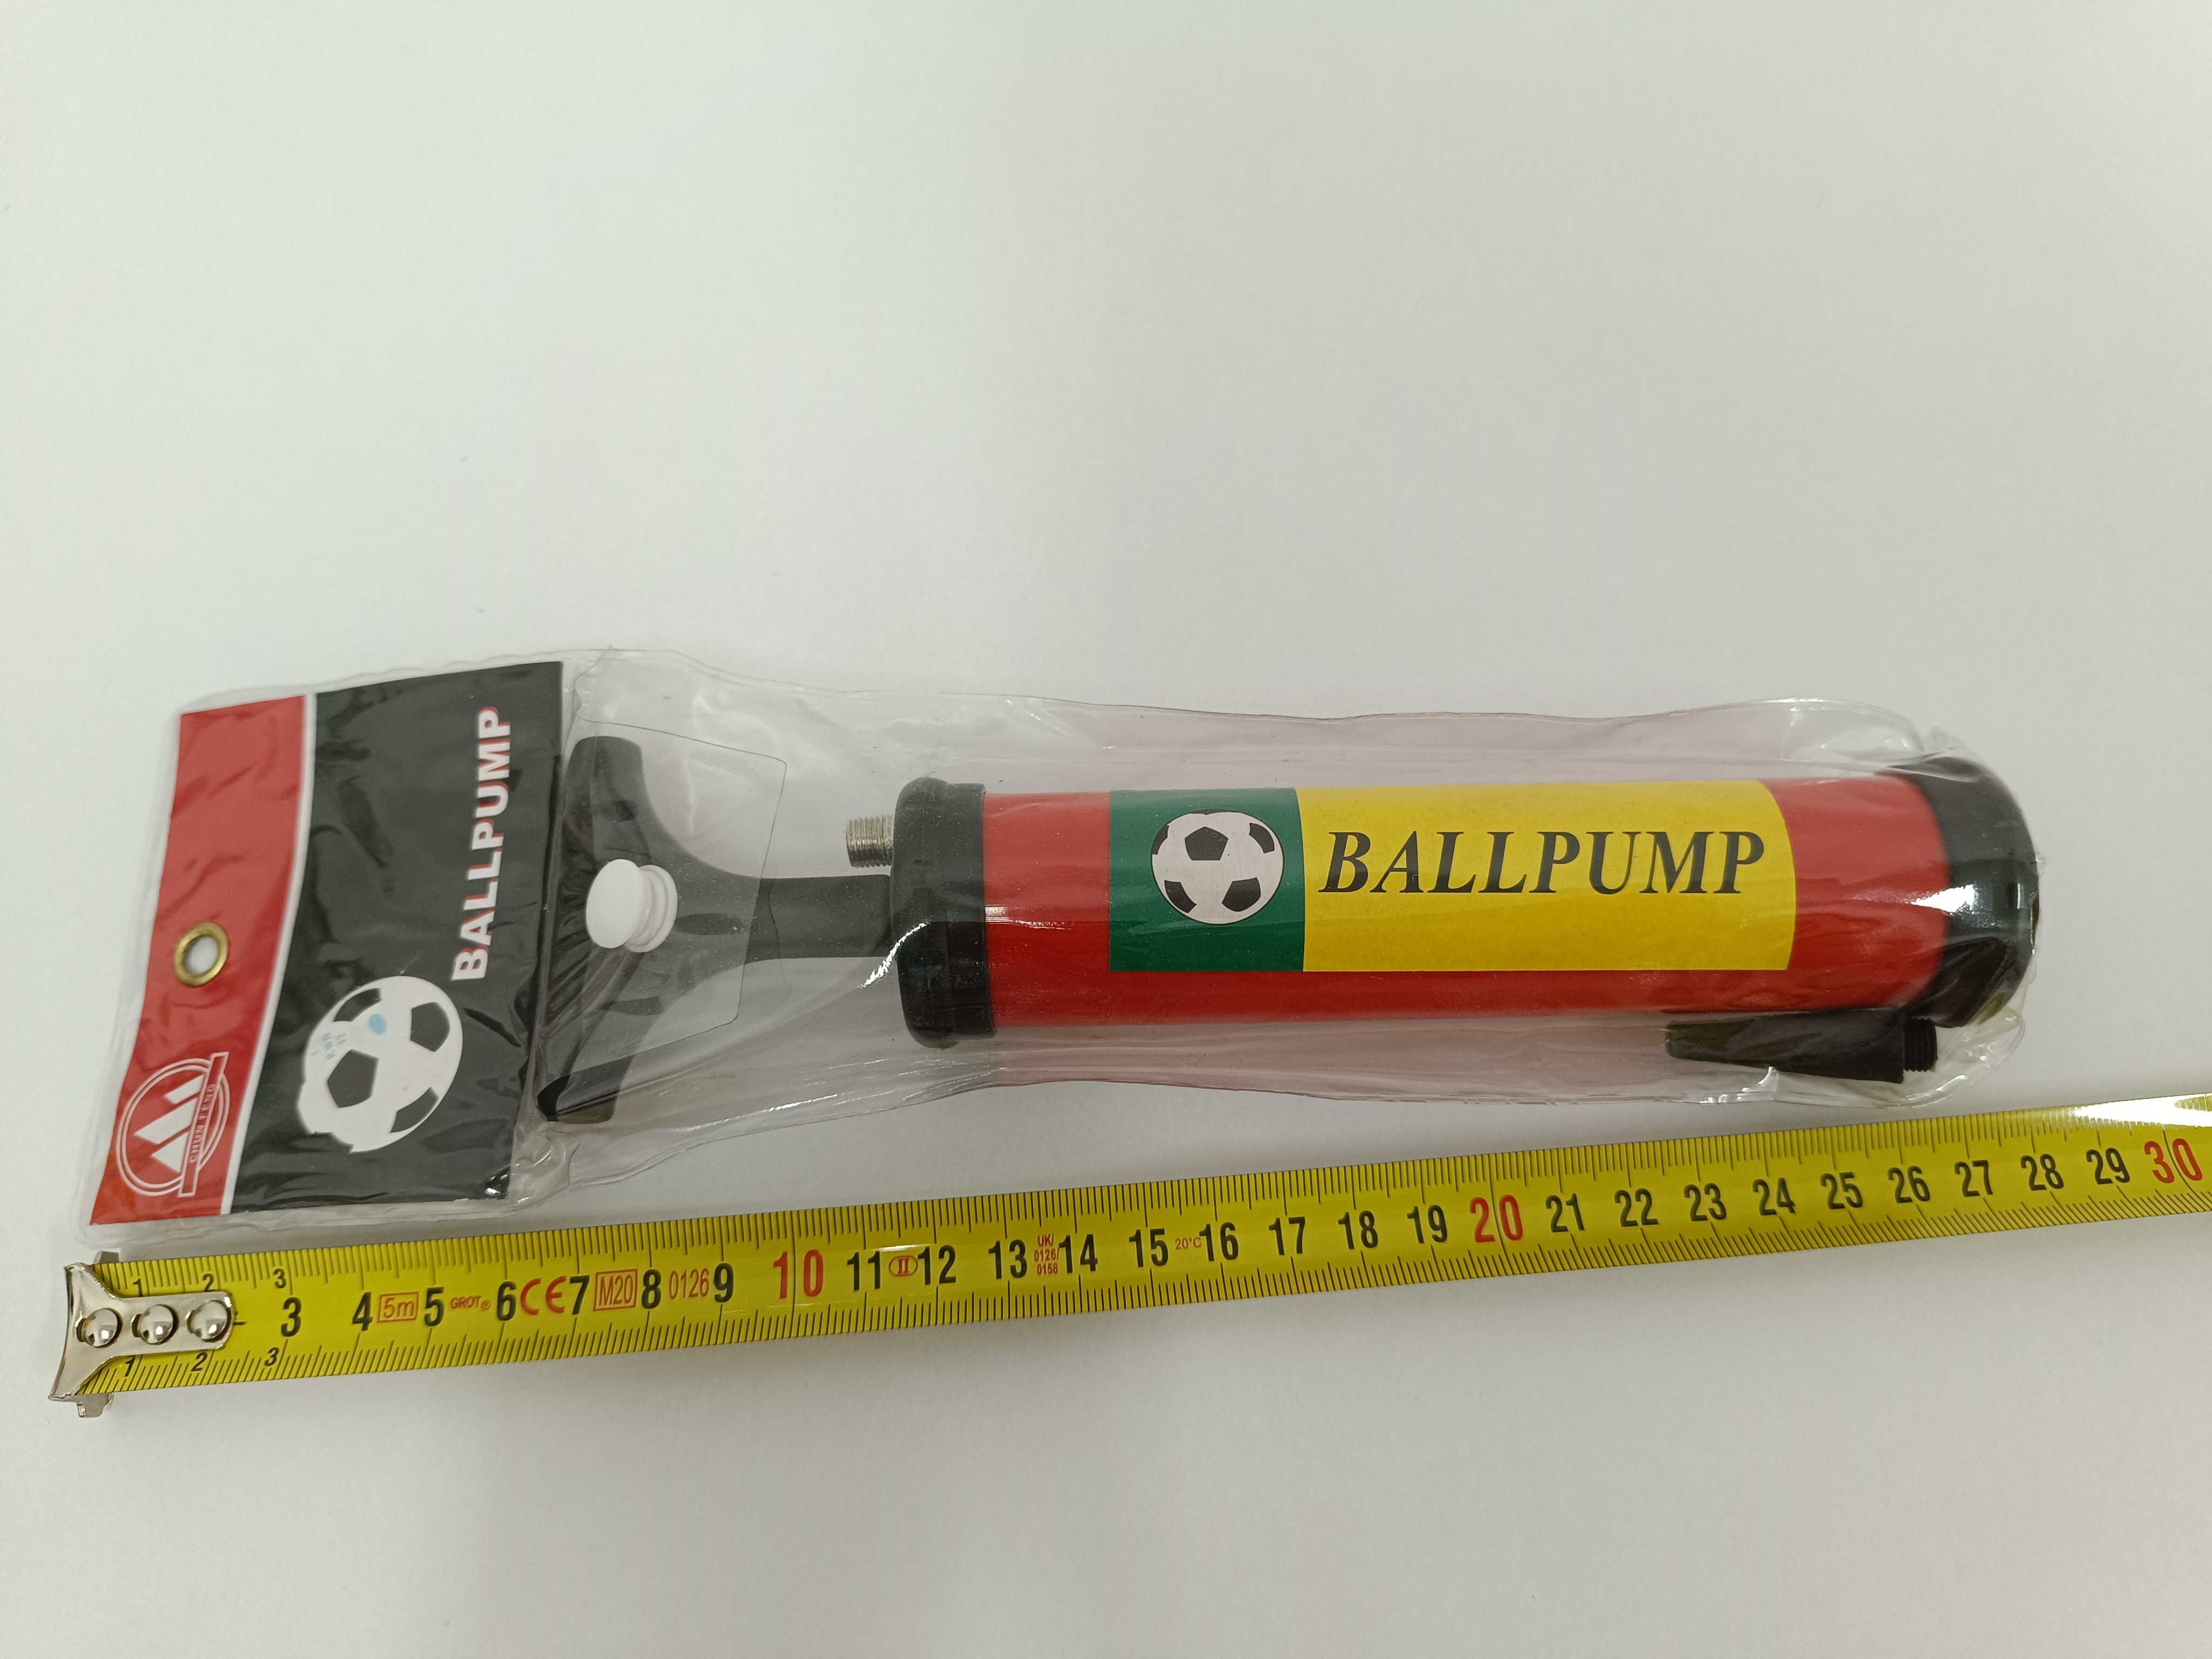 BALLPUMP
CHUN FENG
BALLPUMP
1 2 3
3 4 5m 5 GROT® 6 CE 7 M20 8 0126 9 10 11 II 12 13 UK/ 0126/ 0158 14 15 20°C 16 17 18 19 20 21 22 23 24 25 26 27 28 29 30
1 2 3